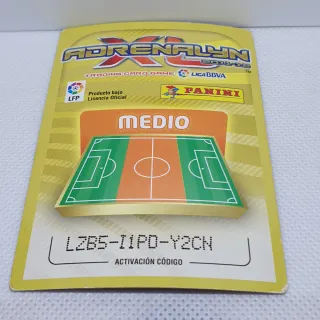 ADRENALYN XL
TRADING CARD GAME LIGA BBVA
LFP Producto bajo Licencia Oficial PANINI
MEDIO
LZB5-I1PD-Y2CN
ACTIVACIÓN CÓDIGO